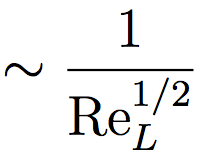 ∼ 1 / Re_L^{1/2}